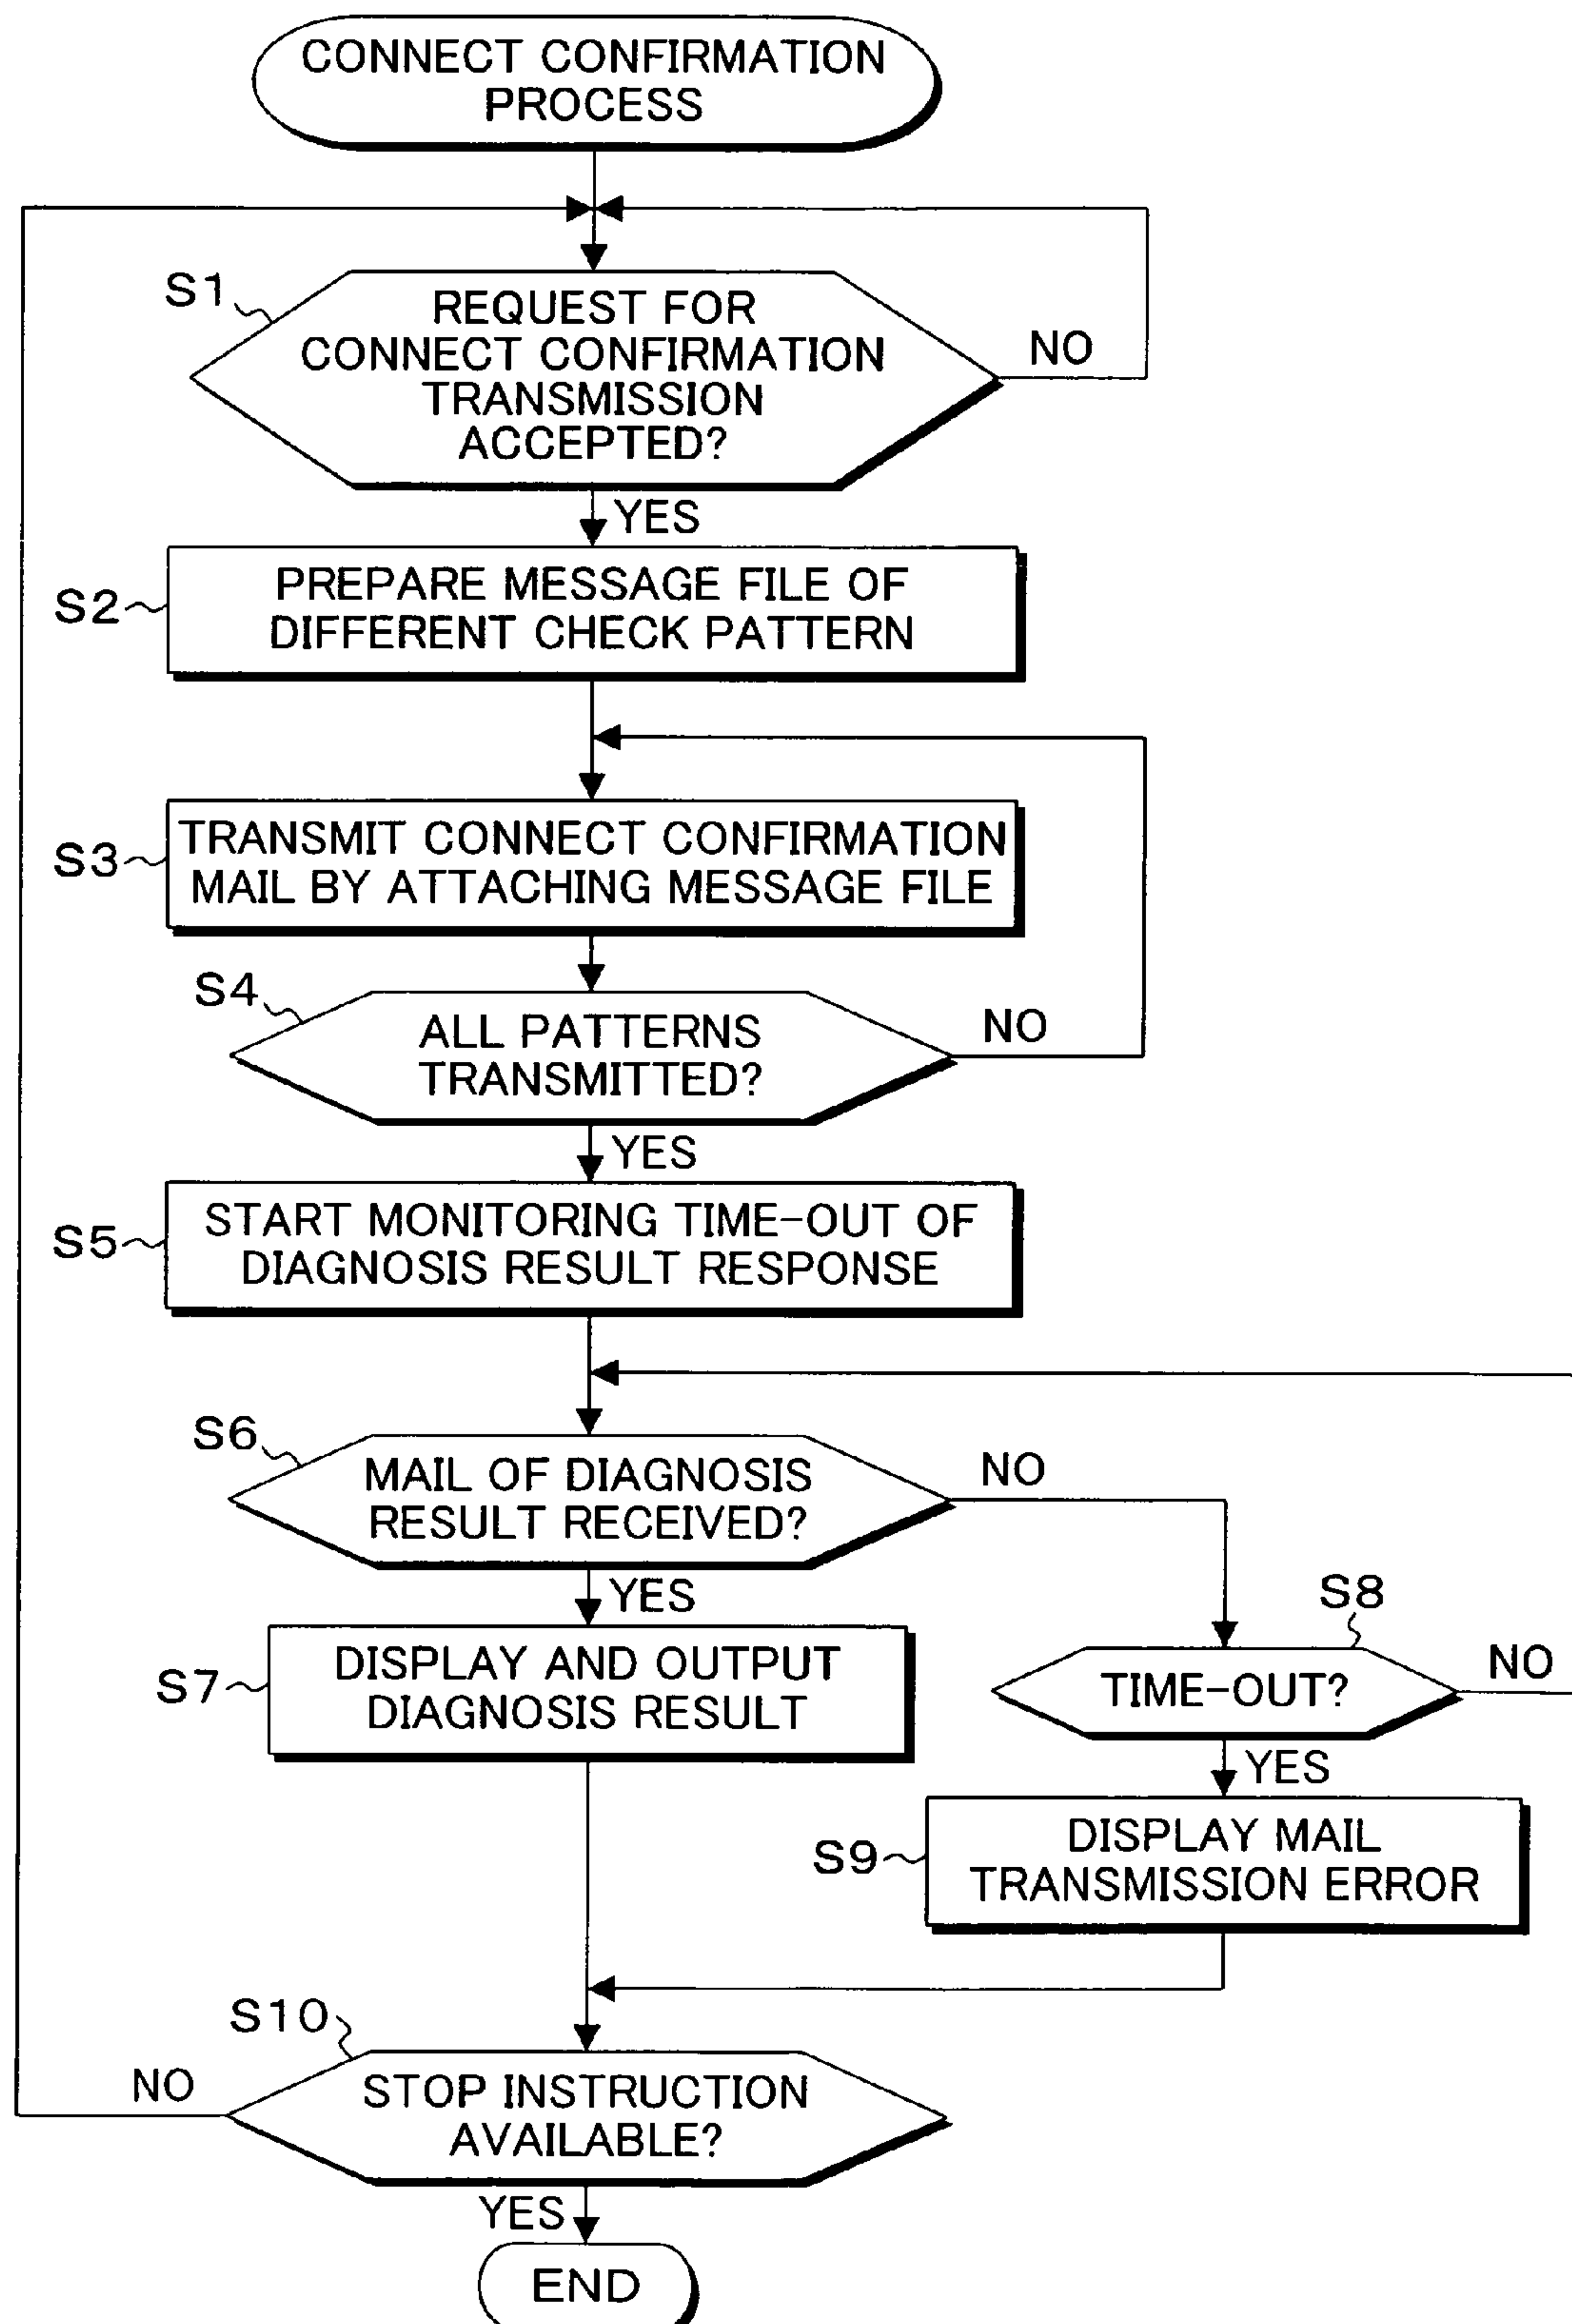 CONNECT CONFIRMATION
PROCESS
S1
REQUEST FOR
CONNECT CONFIRMATION
TRANSMISSION
ACCEPTED?
NO
YES
S2
PREPARE MESSAGE FILE OF
DIFFERENT CHECK PATTERN
S3
TRANSMIT CONNECT CONFIRMATION
MAIL BY ATTACHING MESSAGE FILE
S4
ALL PATTERNS
TRANSMITTED?
NO
YES
S5
START MONITORING TIME-OUT OF
DIAGNOSIS RESULT RESPONSE
S6
MAIL OF DIAGNOSIS
RESULT RECEIVED?
NO
YES
S7
DISPLAY AND OUTPUT
DIAGNOSIS RESULT
S8
TIME-OUT?
NO
YES
S9
DISPLAY MAIL
TRANSMISSION ERROR
S10
STOP INSTRUCTION
AVAILABLE?
NO
YES
END